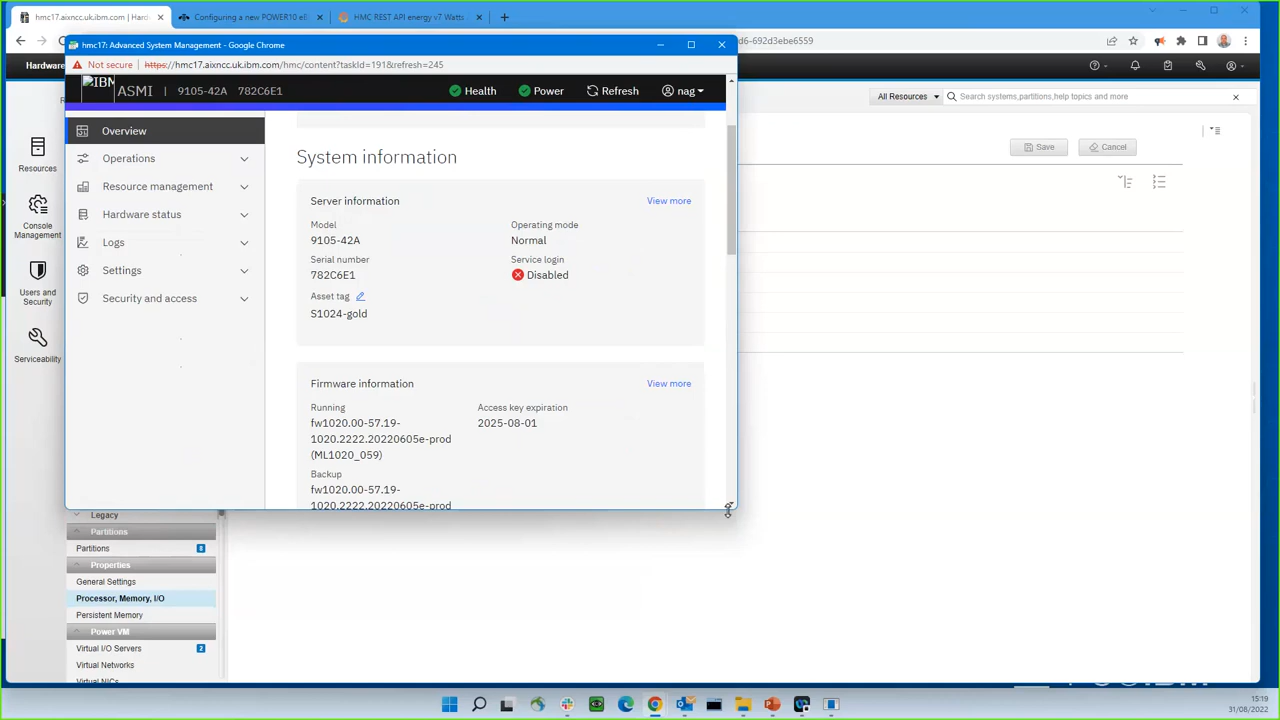 hmc17.aixncc.uk.ibm.com | Hard
Configuring a new POWER10 eB
HMC REST API energy v7 Watts
d6-692d3ebe6559
hmc17: Advanced System Management - Google Chrome
Not secure
https://hmc17.aixncc.uk.ibm.com/hmc/content?taskId=191&refresh=245
Hardware
IBM
ASMI | 9105-42A 782C6E1
Health
Power
Refresh
nag
All Resources
Search systems,partitions,help topics and more
Save
Cancel
Resources
Console
Management
Users and
Security
Serviceability
Overview
Operations
Resource management
Hardware status
Logs
Settings
Security and access
System information
Server information
View more
Model
9105-42A
Operating mode
Normal
Serial number
782C6E1
Service login
Disabled
Asset tag
S1024-gold
Firmware information
View more
Running
fw1020.00-57.19-
1020.2222.20220605e-prod
(ML1020_059)
Access key expiration
2025-08-01
Backup
fw1020.00-57.19-
1020.2222.20220605e-prod
Legacy
Partitions
Partitions
General Settings
Properties
Processor, Memory, I/O
Persistent Memory
Power VM
Virtual I/O Servers
2
Virtual Networks
Virtual NICs
15:19
31/08/2022